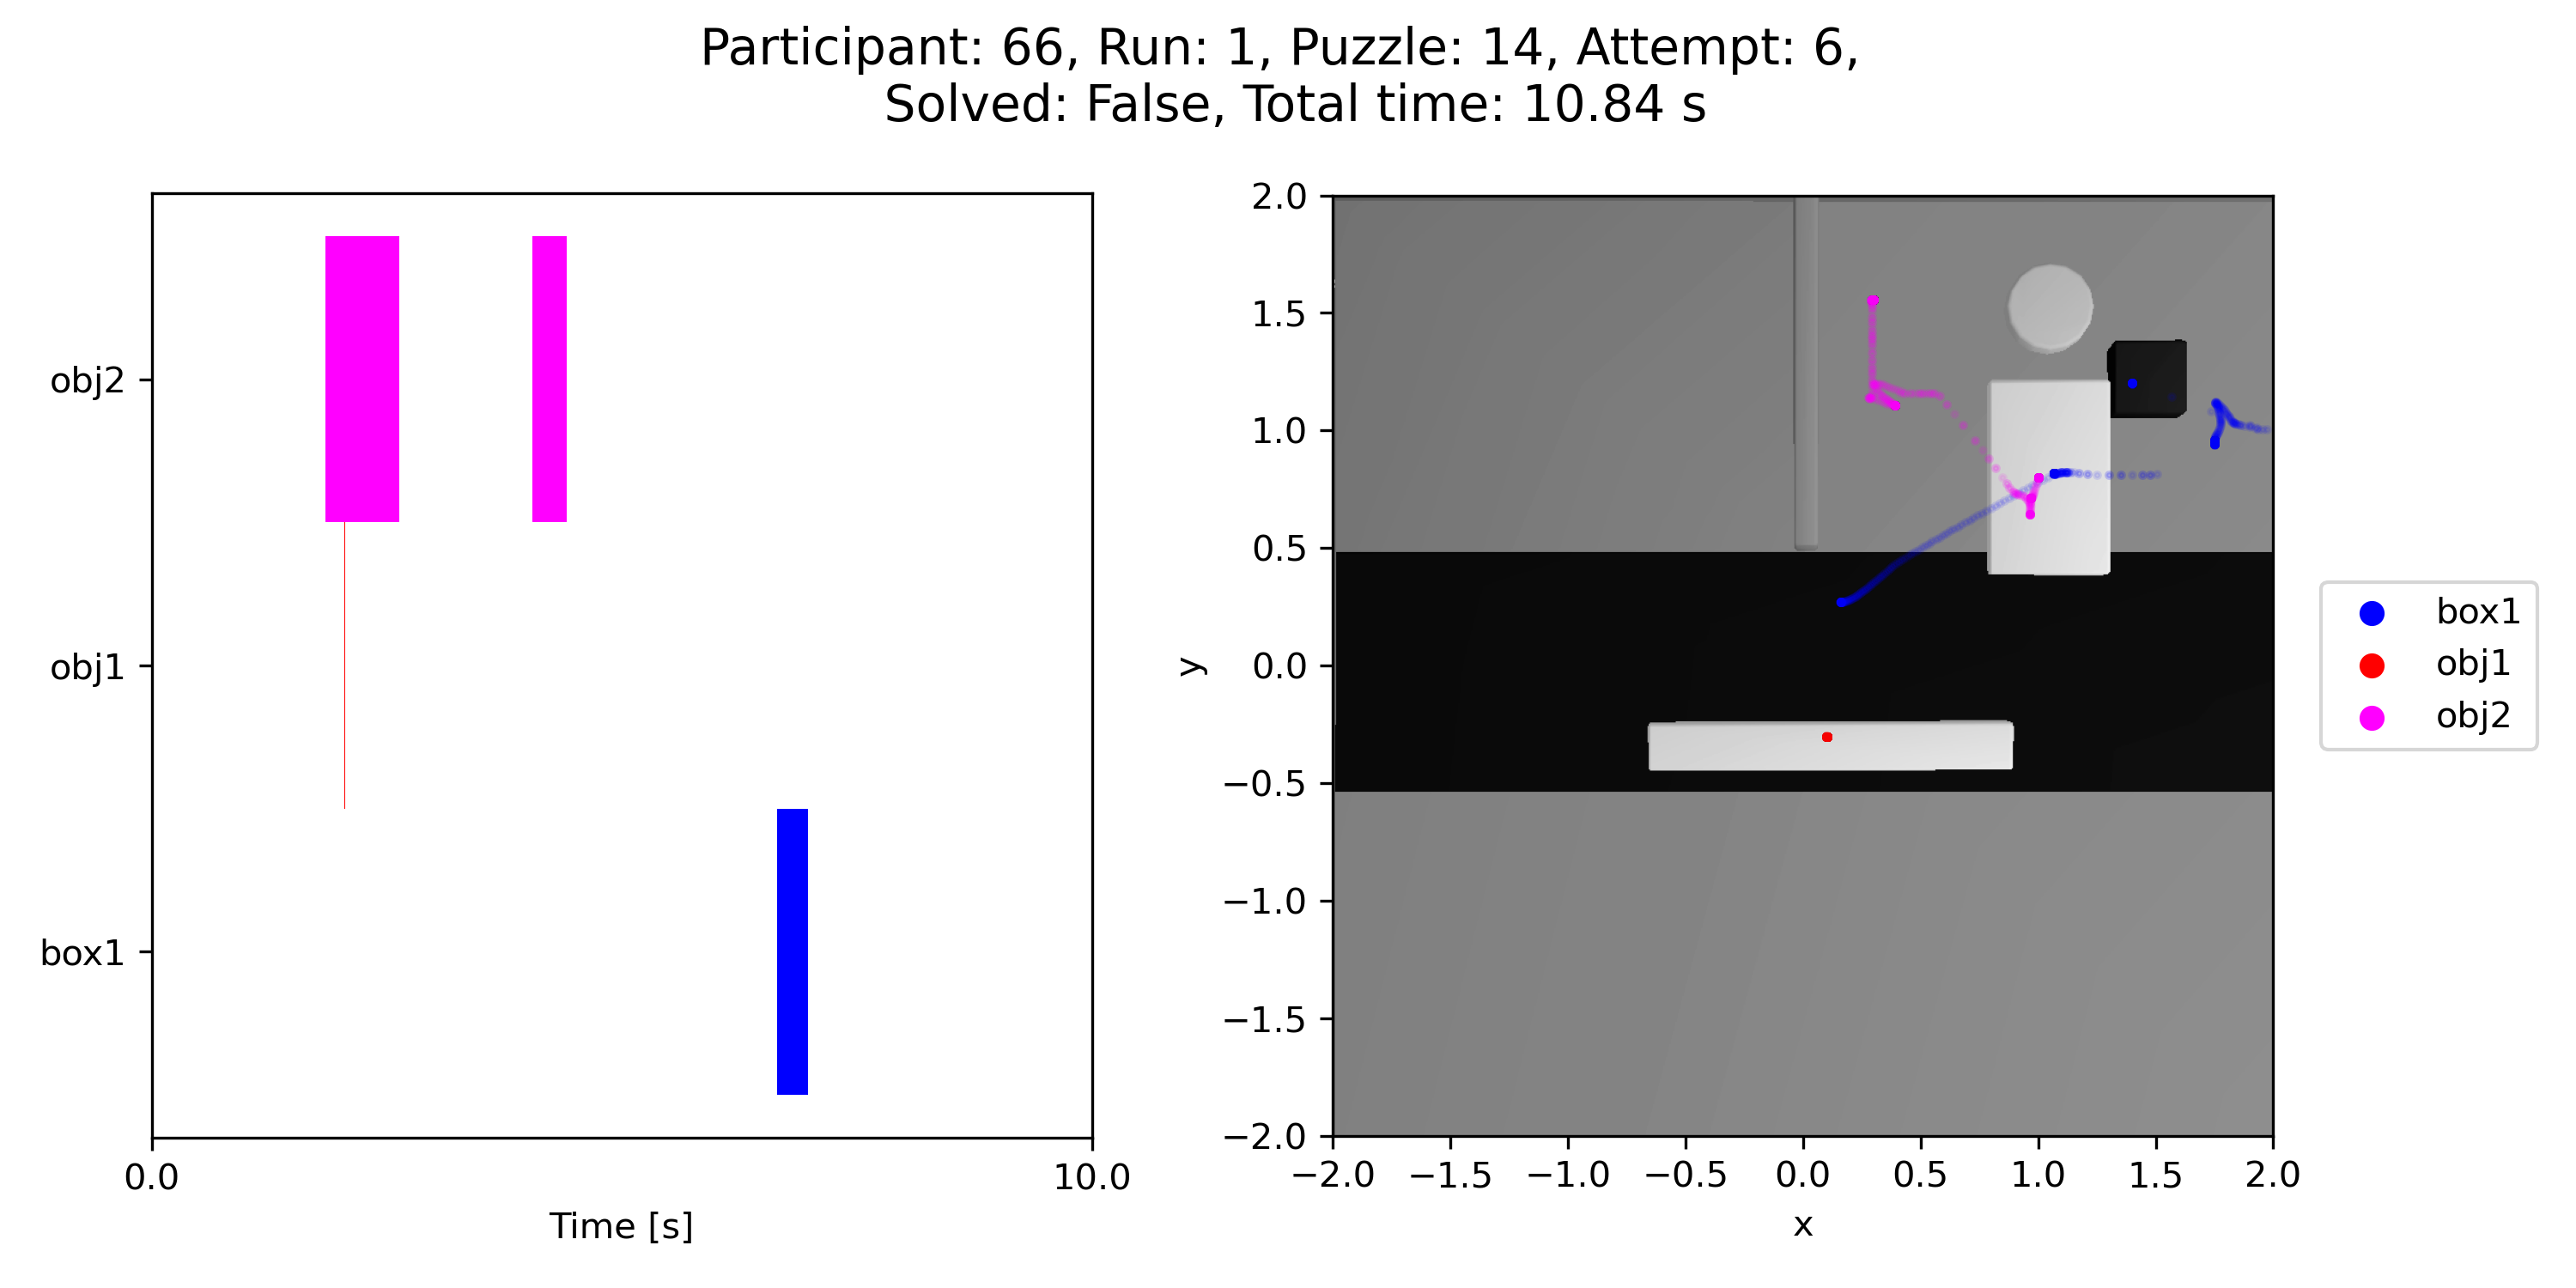 Participant: 66, Run: 1, Puzzle: 14, Attempt: 6,
Solved: False, Total time: 10.84 s
obj2
obj1
box1
0.0
10.0
Time [s]
2.0
1.5
1.0
0.5
0.0
−0.5
−1.0
−1.5
−2.0
y
−2.0
−1.5
−1.0
−0.5
0.0
0.5
1.0
1.5
2.0
x
box1
obj1
obj2